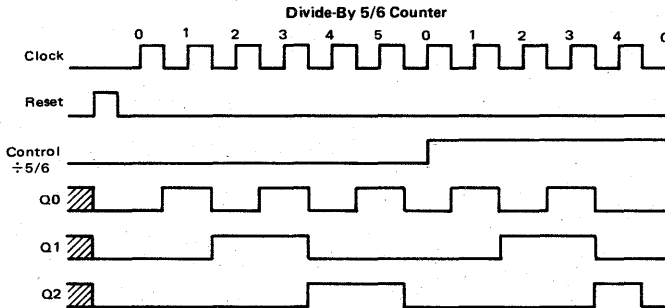 Divide-By 5/6 Counter
0 1 2 3 4 5 0 1 2 3 4 0
Clock
Reset
Control
÷5/6
Q0
Q1
Q2